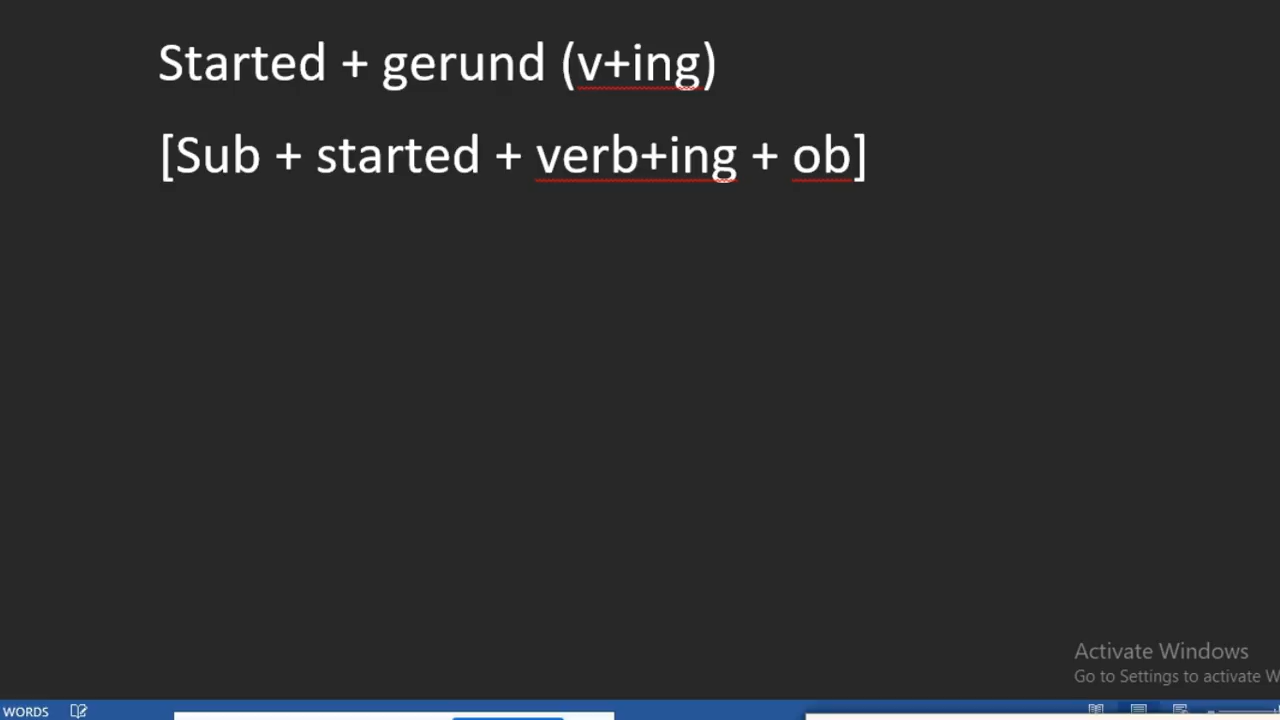 Started + gerund (v+ing)
[Sub + started + verb+ing + ob]
Activate Windows
Go to Settings to activate W
WORDS